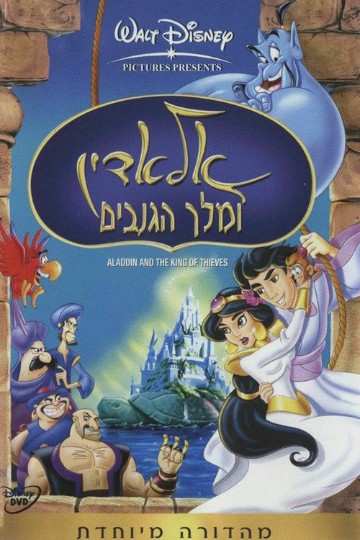 WALT DISNEY
PICTURES PRESENTS
אלאדין
ומלך הגנבים
ALADDIN AND THE KING OF THIEVES
Disney
DVD
מהדורה מיוחדת